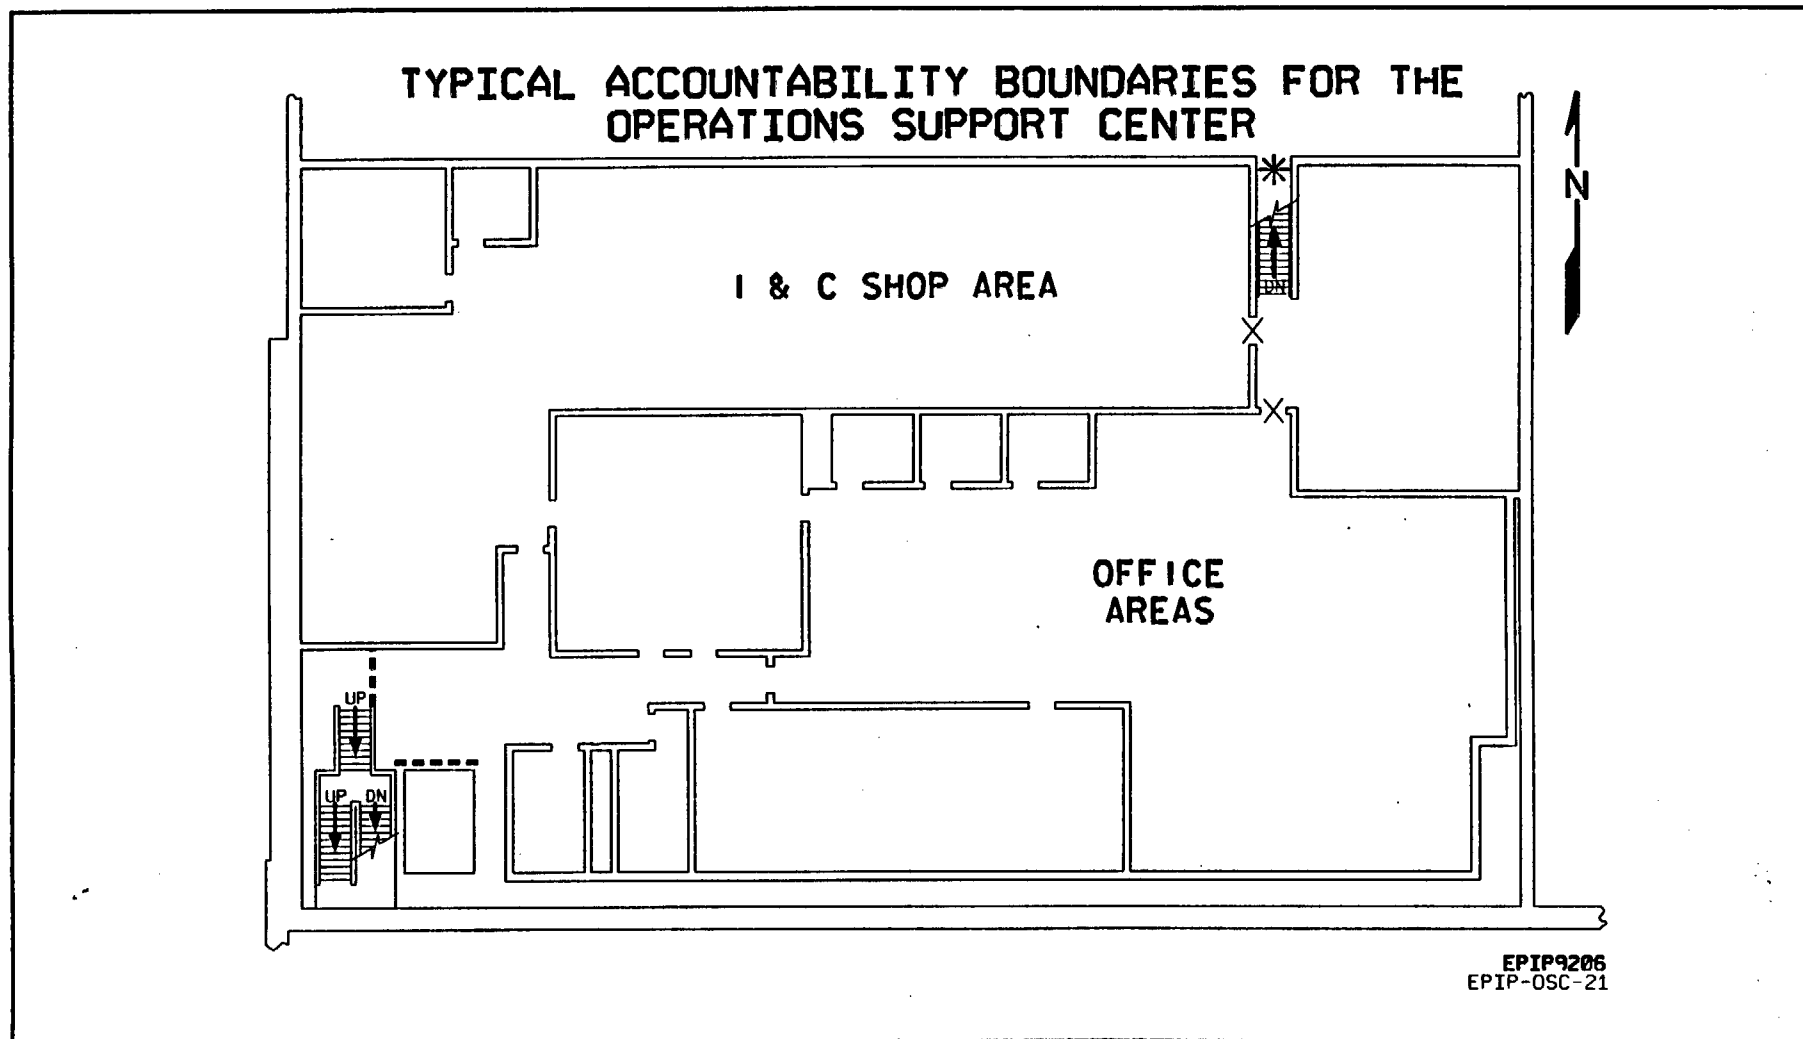 TYPICAL ACCOUNTABILITY BOUNDARIES FOR THE
OPERATIONS SUPPORT CENTER
N
I & C SHOP AREA
DN
OFFICE
AREAS
UP
UP DN
EPIP9206
EPIP-OSC-21